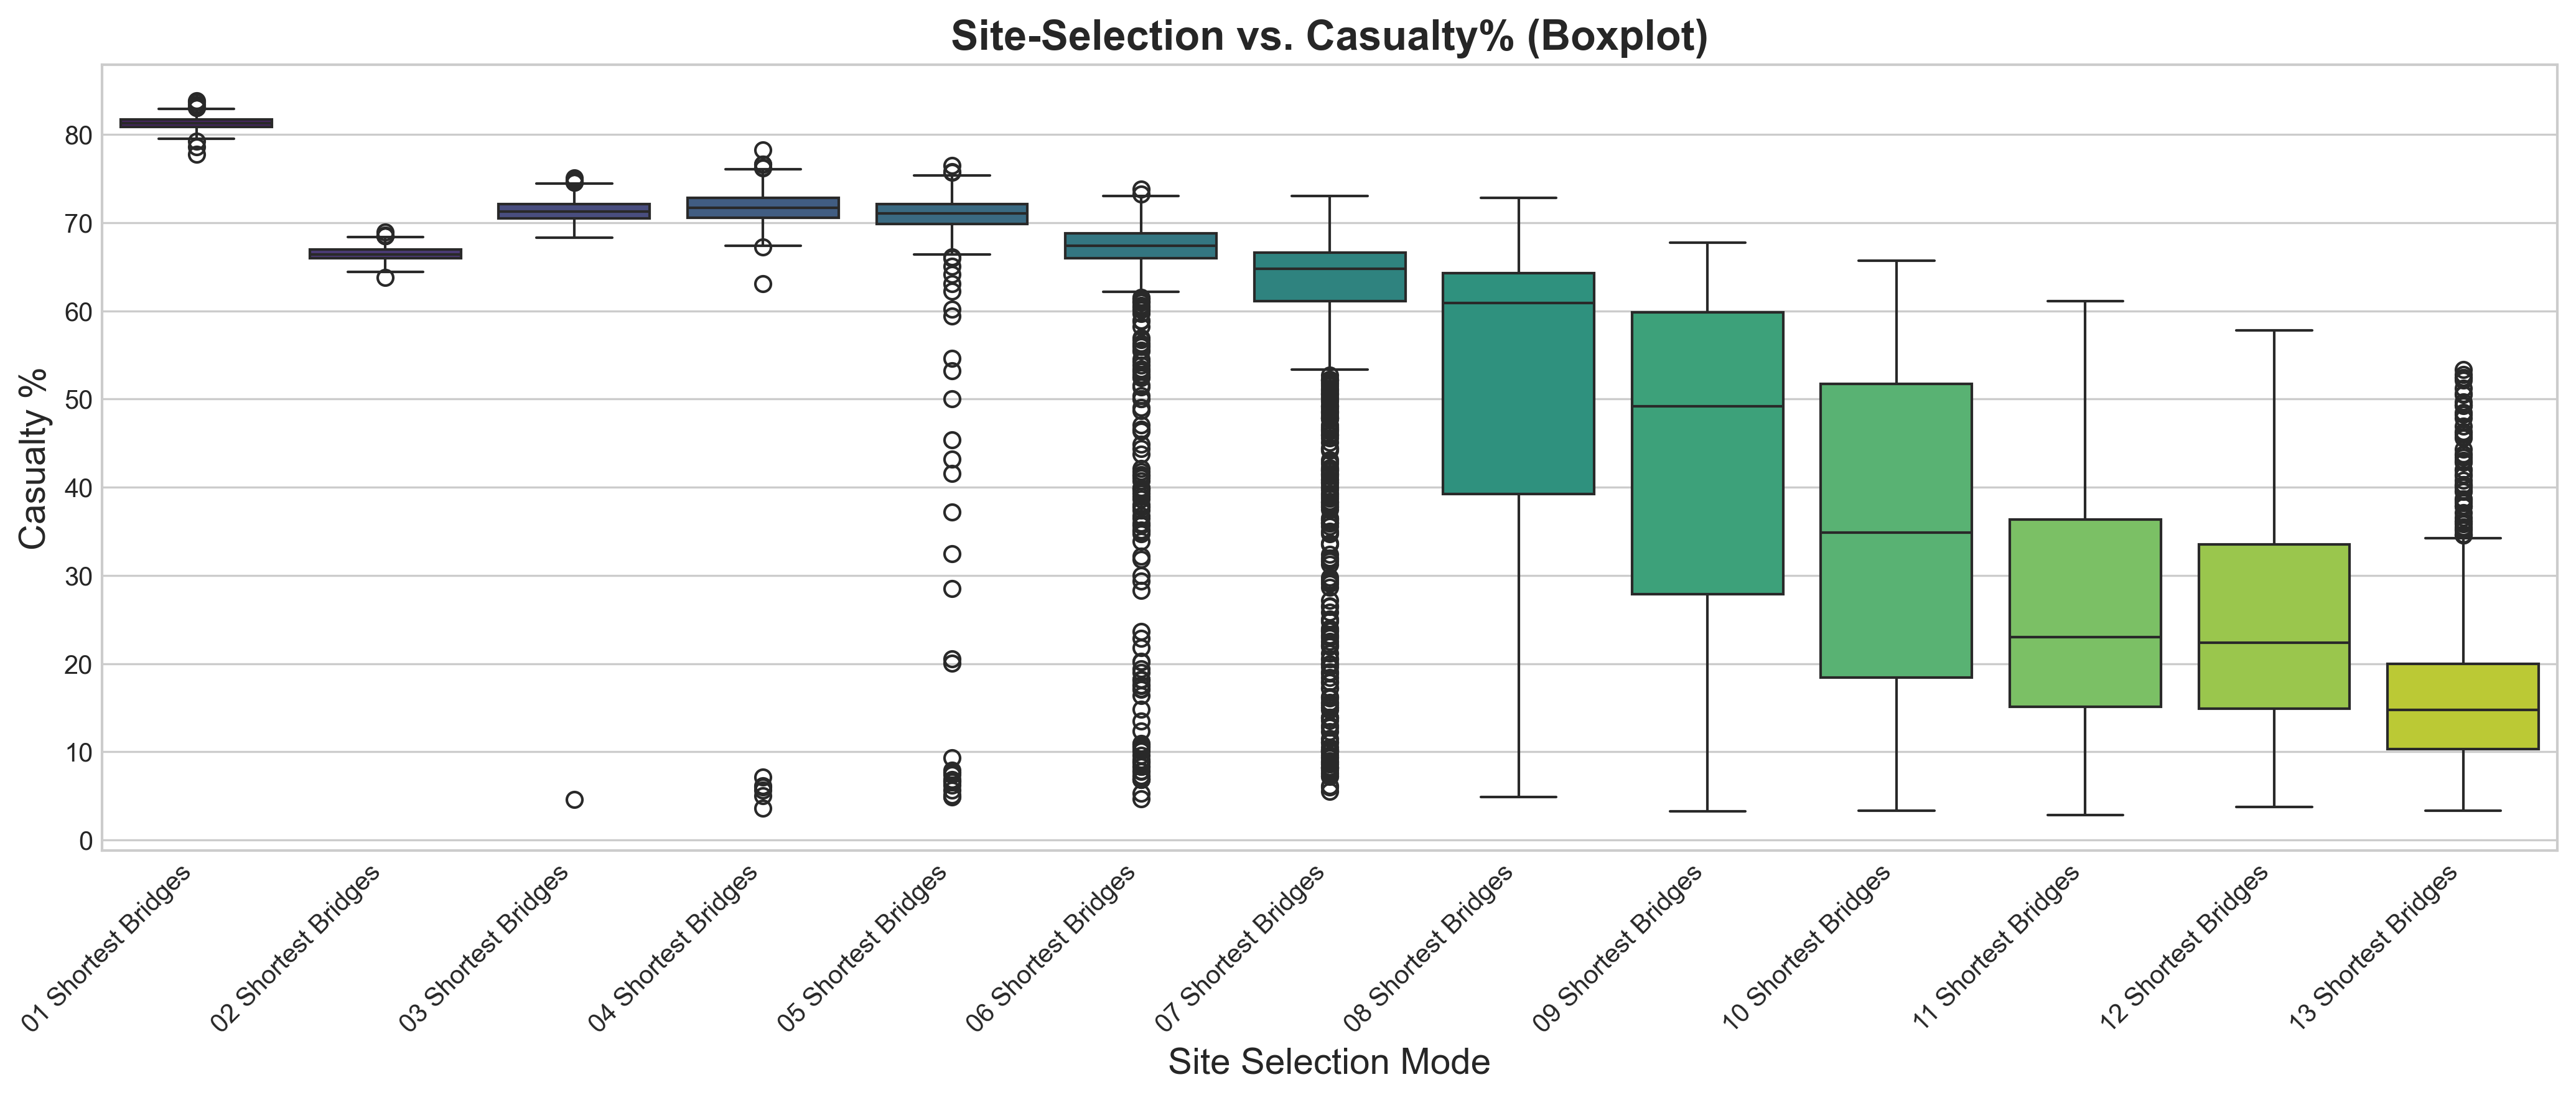 Site-Selection vs. Casualty% (Boxplot)
Casualty %
80
70
60
50
40
30
20
10
0
01 Shortest Bridges
02 Shortest Bridges
03 Shortest Bridges
04 Shortest Bridges
05 Shortest Bridges
06 Shortest Bridges
07 Shortest Bridges
08 Shortest Bridges
09 Shortest Bridges
10 Shortest Bridges
11 Shortest Bridges
12 Shortest Bridges
13 Shortest Bridges
Site Selection Mode